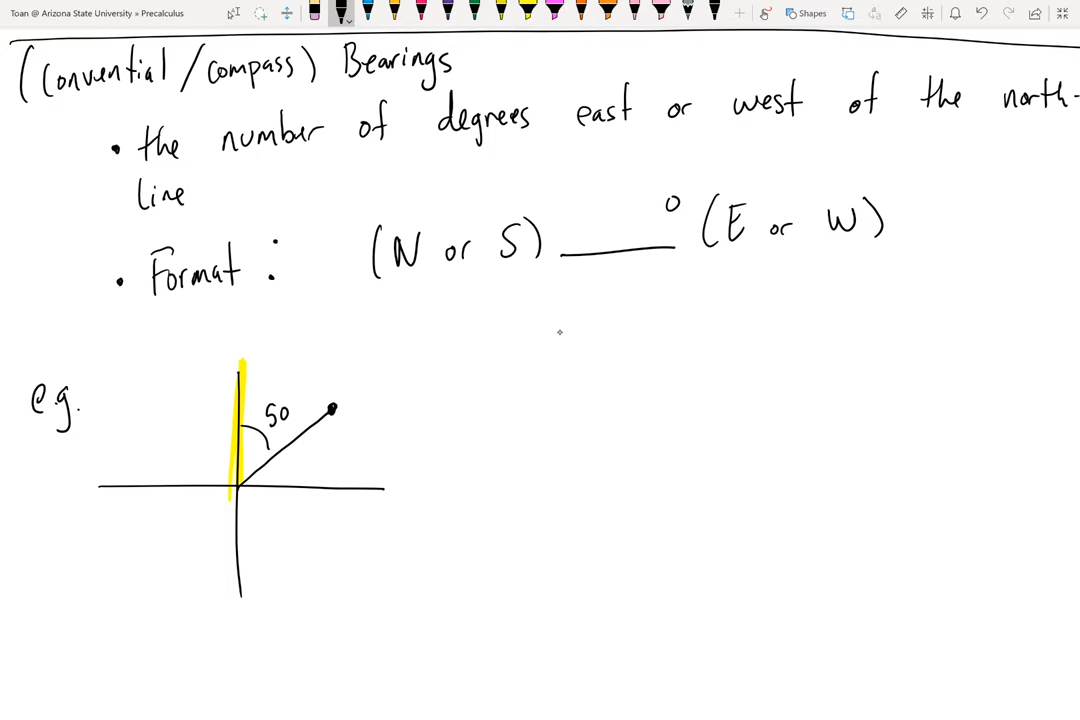 Toan @ Arizona State University » Precalculus
Shapes
(Convential/compass) Bearings
• the number of degrees east or west of the north-
line
• Format : (N or S) ____° (E or W)
e.g.
50